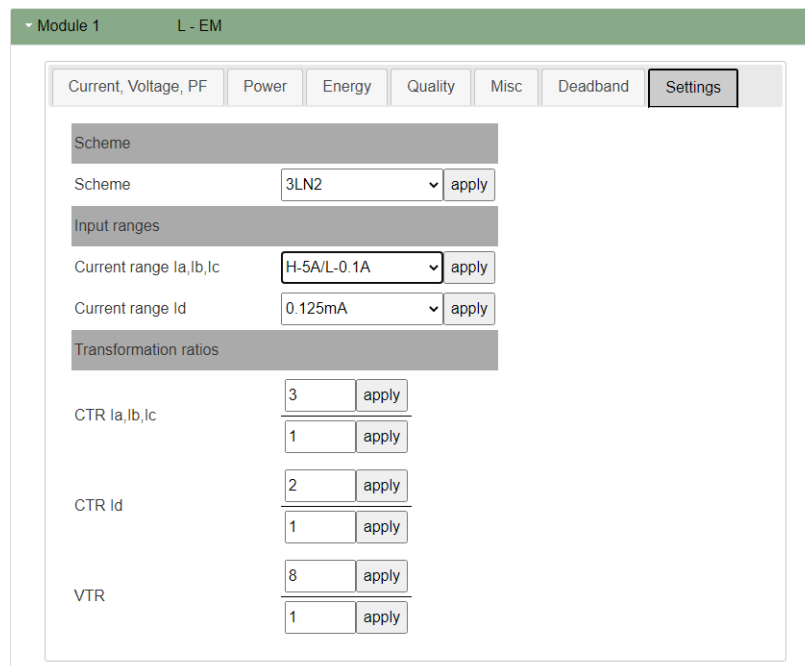 Module 1 L - EM
Current, Voltage, PF Power Energy Quality Misc Deadband Settings
Scheme
Scheme 3LN2 apply
Input ranges
Current range Ia,Ib,Ic H-5A/L-0.1A apply
Current range Id 0.125mA apply
Transformation ratios
3 apply
CTR Ia,Ib,Ic
1 apply
2 apply
CTR Id
1 apply
8 apply
VTR
1 apply